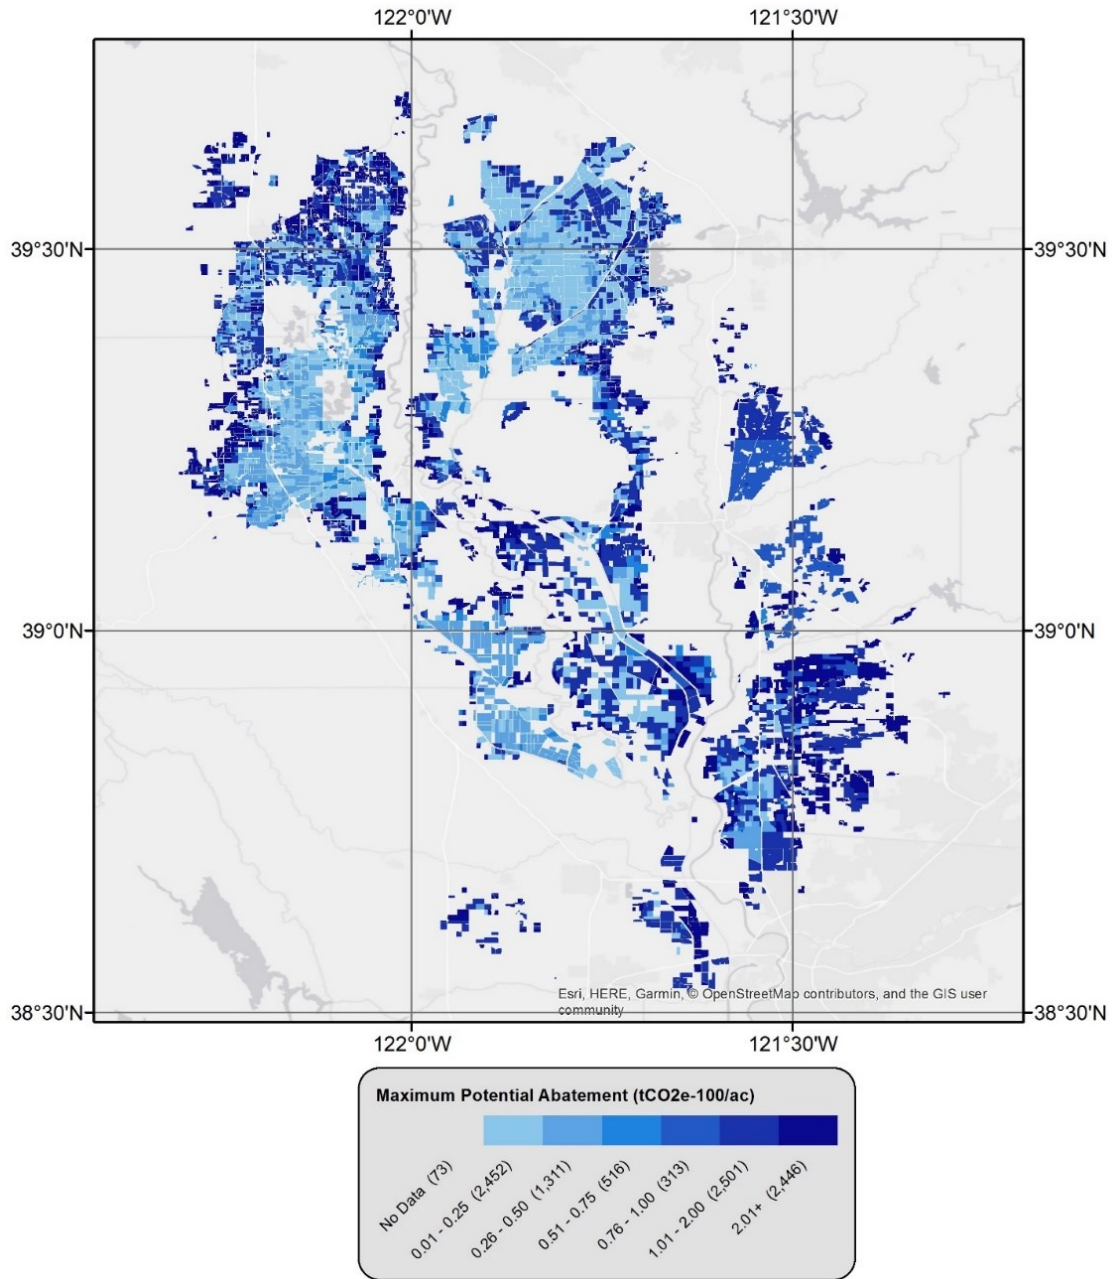 122°0'W 121°30'W
39°30'N 39°30'N
39°0'N 39°0'N
Esri, HERE, Garmin, © OpenStreetMap contributors, and the GIS user
community
38°30'N 38°30'N
122°0'W 121°30'W
Maximum Potential Abatement (tCO2e-100/ac)
No Data (73)
0.01 - 0.25 (2,452)
0.26 - 0.50 (1,311)
0.51 - 0.75 (516)
0.76 - 1.00 (313)
1.01 - 2.00 (2,501)
2.01+ (2,446)